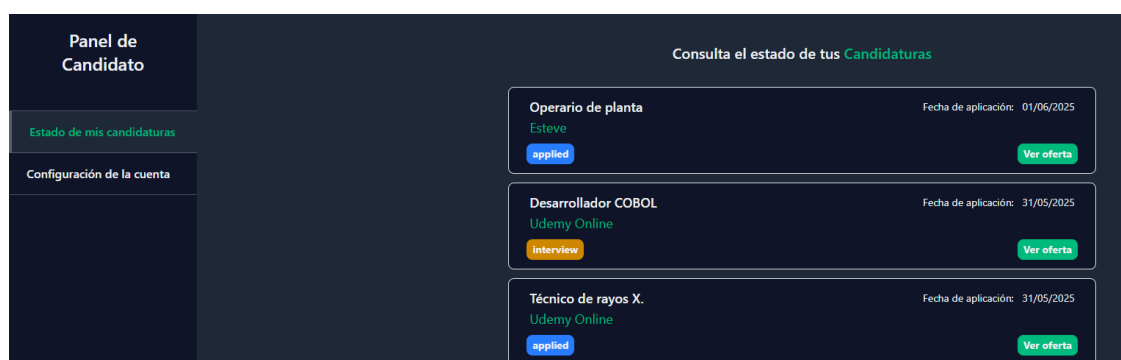 Panel de
Candidato
Estado de mis candidaturas
Configuración de la cuenta
Consulta el estado de tus Candidaturas
Operario de planta
Fecha de aplicación: 01/06/2025
Esteve
applied
Ver oferta
Desarrollador COBOL
Fecha de aplicación: 31/05/2025
Udemy Online
interview
Ver oferta
Técnico de rayos X.
Fecha de aplicación: 31/05/2025
Udemy Online
applied
Ver oferta